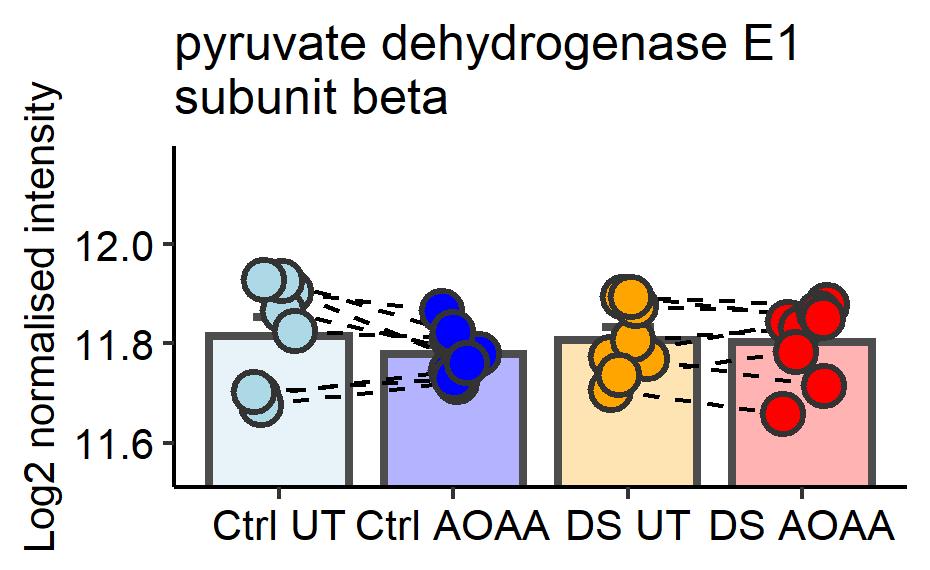 pyruvate dehydrogenase E1
subunit beta
Log2 normalised intensity
12.0
11.8
11.6
Ctrl UT Ctrl AOAA DS UT DS AOAA